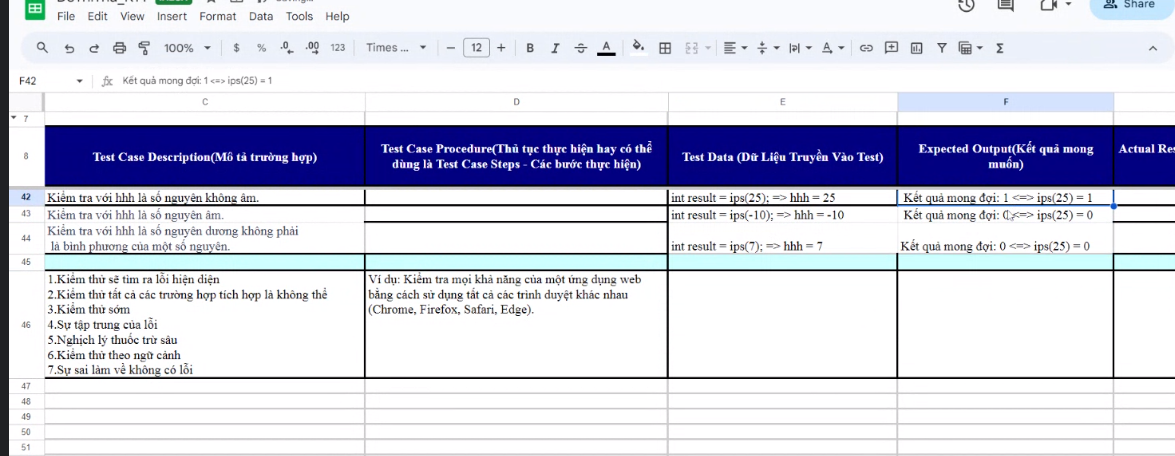 File Edit View Insert Format Data Tools Help
Share
100% $ % .0 .00 123 Times ... 12 B I A
F42 fx Kết quả mong đợi: 1 <=> ips(25) = 1
C D E F
7
8 Test Case Description(Mô tả trường hợp) Test Case Procedure(Thủ tục thực hiện hay có thể Test Data (Dữ Liệu Truyền Vào Test) Expected Output(Kết quả mong Actual
dùng là Test Case Steps - Các bước thực hiện) muốn)
42 Kiểm tra với hhh là số nguyên không âm. int result = ips(25); => hhh = 25 Kết quả mong đợi: 1 <=> ips(25) = 1
43 Kiểm tra với hhh là số nguyên âm. int result = ips(-10); => hhh = -10 Kết quả mong đợi: 0 <=> ips(25) = 0
44 Kiểm tra với hhh là số nguyên dương không phải
là bình phương của một số nguyên. int result = ips(7); => hhh = 7 Kết quả mong đợi: 0 <=> ips(25) = 0
45
46 1.Kiểm thử sẽ tìm ra lỗi hiện diện
2.Kiểm thử tất cả các trường hợp tích hợp là không thể
3.Kiểm thử sớm
4.Sự tập trung của lỗi
5.Nghịch lý thuốc trừ sâu
6.Kiểm thử theo ngữ cảnh
7.Sự sai lầm về không có lỗi
Ví dụ: Kiểm tra mọi khả năng của một ứng dụng web
bằng cách sử dụng tất cả các trình duyệt khác nhau
(Chrome, Firefox, Safari, Edge).
47
48
49
50
51